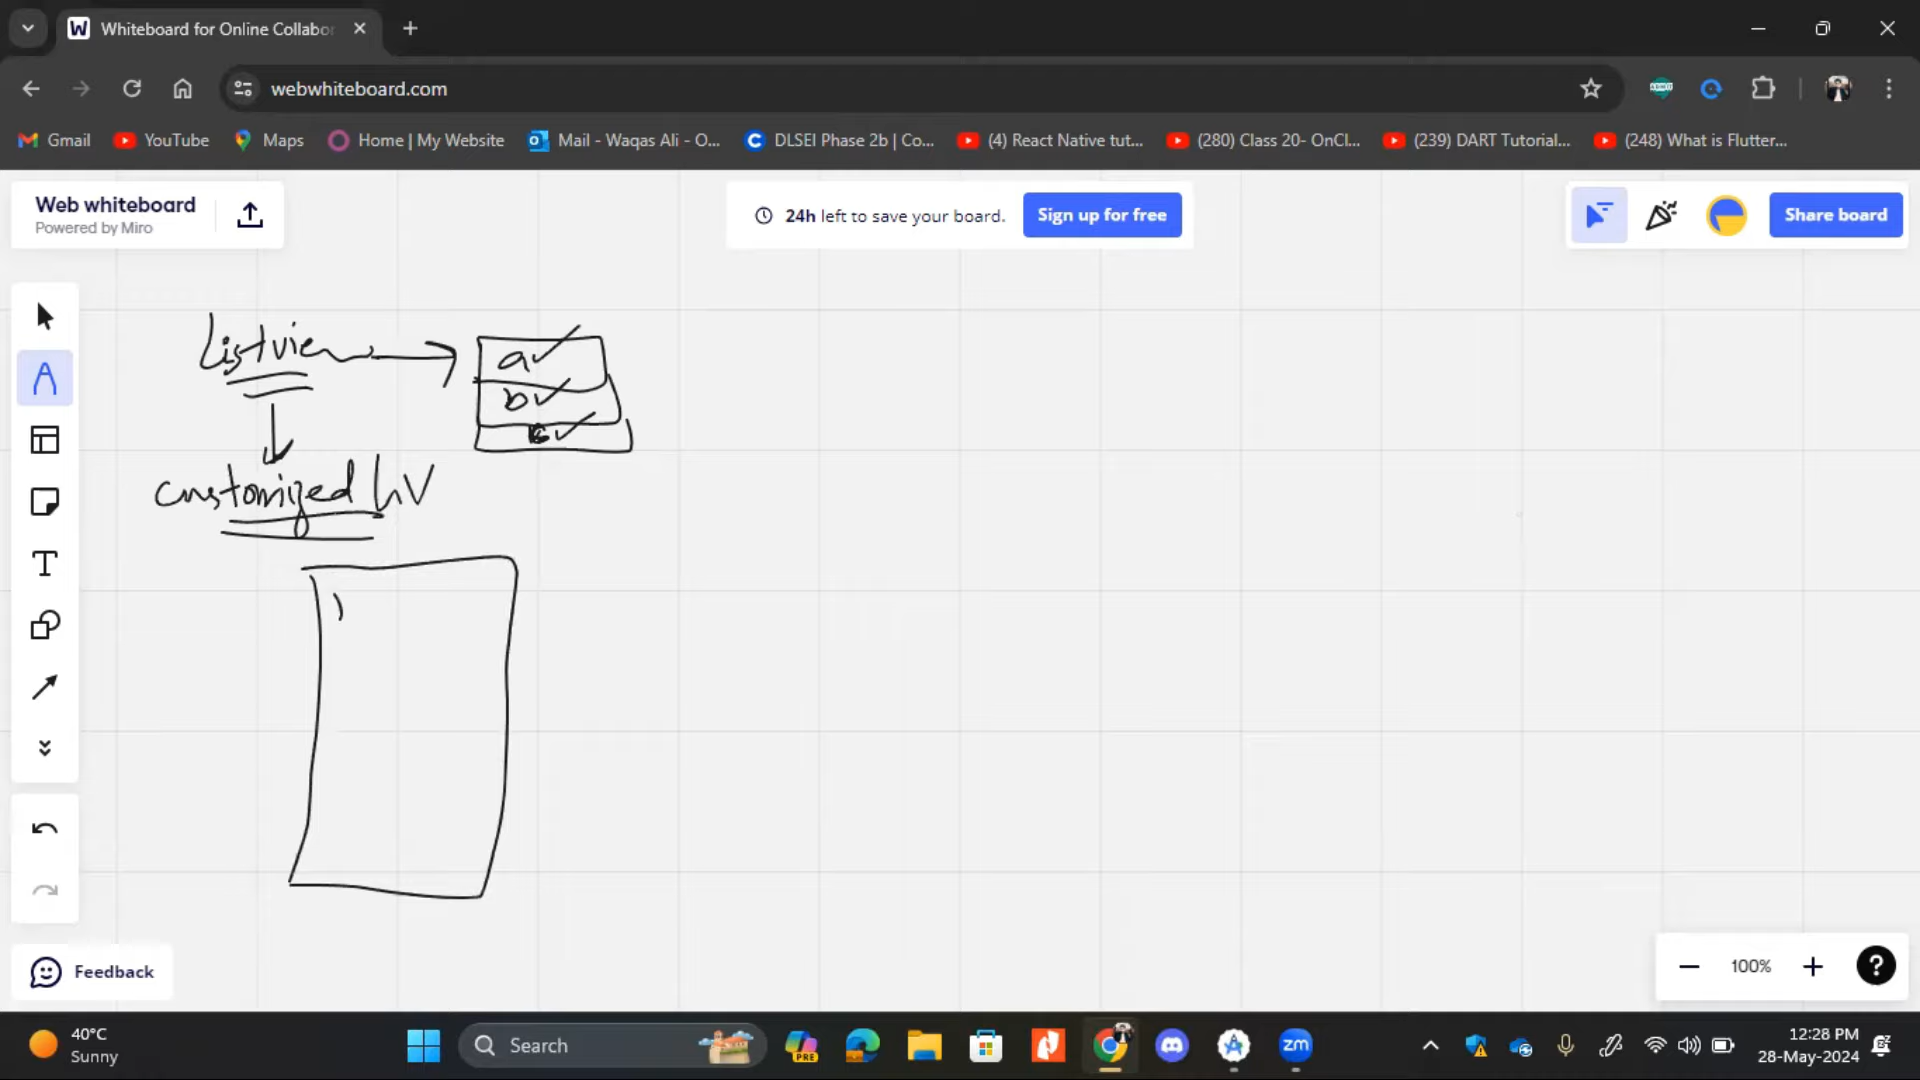 Whiteboard for Online Collabor
webwhiteboard.com
Gmail
YouTube
Maps
Home | My Website
Mail - Waqas Ali - O...
DLSEI Phase 2b | Co...
(4) React Native tut...
(280) Class 20- OnCl...
(239) DART Tutorial...
(248) What is Flutter...
Web whiteboard
Powered by Miro
24h left to save your board.
Sign up for free
Share board
Listview
a
b
customized LV
Feedback
100%
?
40°C
Sunny
Search
PRE
zm
12:28 PM
28-May-2024